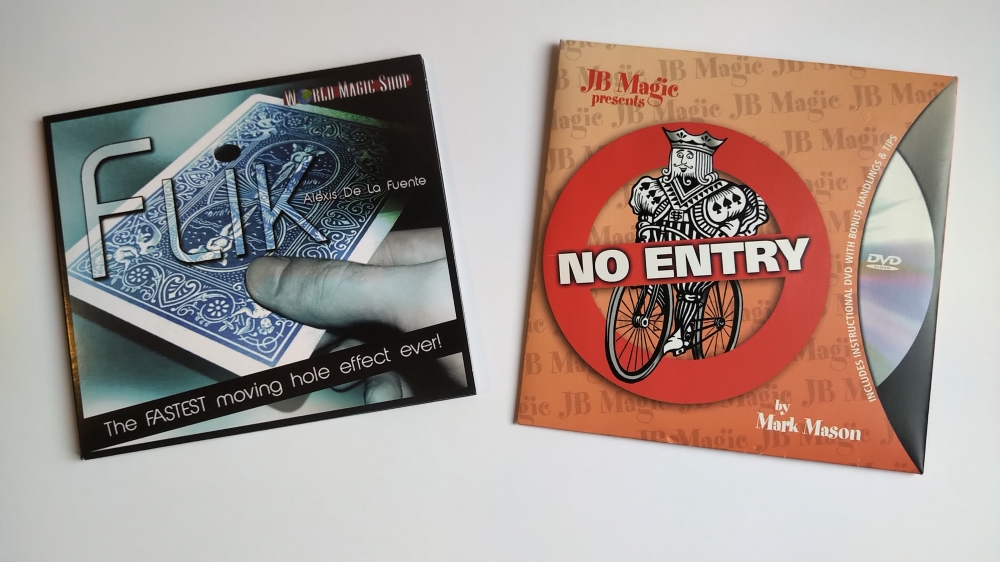 WORLD MAGIC SHOP
FLIK
Alexis De La Fuente
The FASTEST moving hole effect ever!
JB Magic
presents
NO ENTRY
INCLUDES INSTRUCTIONAL DVD WITH BONUS HANDLINGS & TIPS
DVD
VIDEO
by
Mark Mason